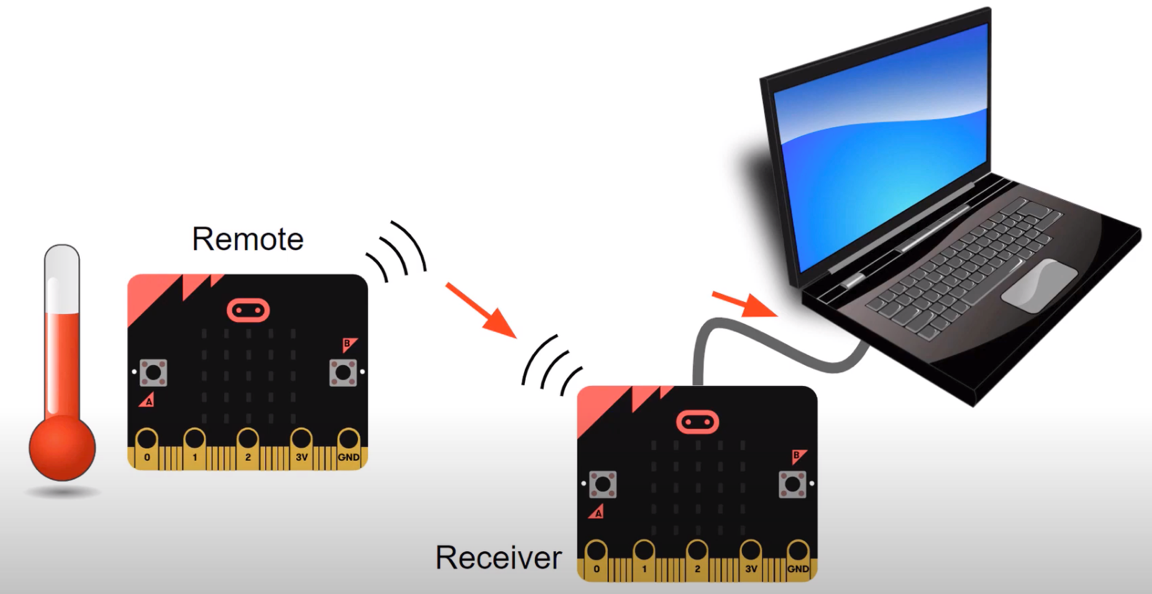 Remote
B
A
0 1 2 3V GND
B
A
0 1 2 3V GND
Receiver